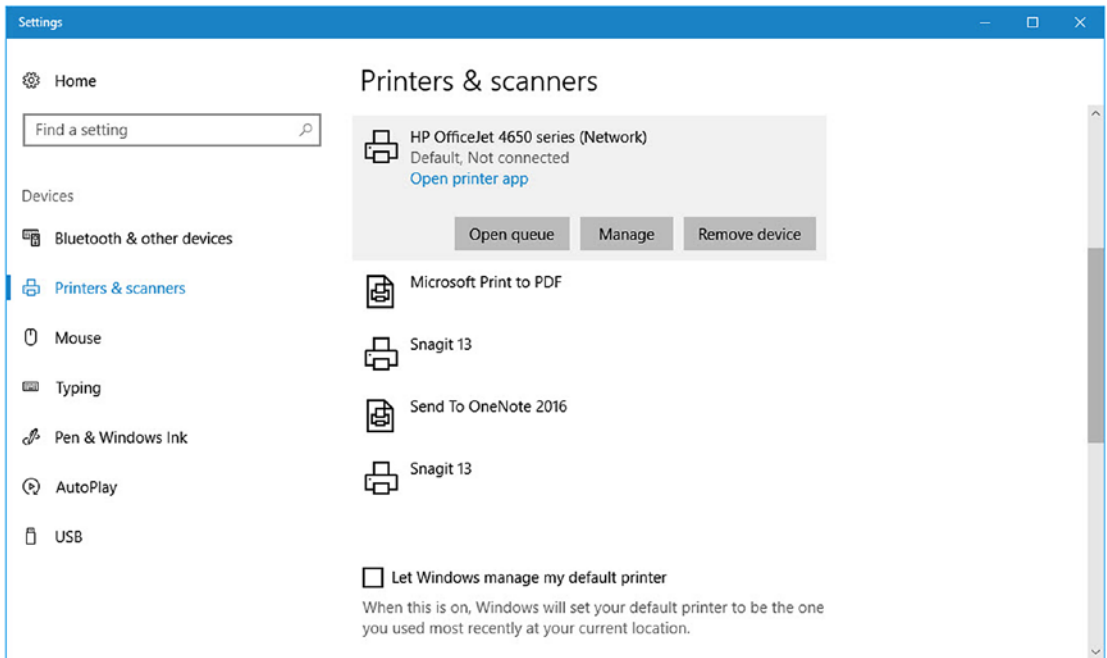 Settings
Home
Find a setting
Devices
Bluetooth & other devices
Printers & scanners
Mouse
Typing
Pen & Windows Ink
AutoPlay
USB
Printers & scanners
HP OfficeJet 4650 series (Network)
Default, Not connected
Open printer app
Open queue Manage Remove device
Microsoft Print to PDF
Snagit 13
Send To OneNote 2016
Snagit 13
Let Windows manage my default printer
When this is on, Windows will set your default printer to be the one
you used most recently at your current location.